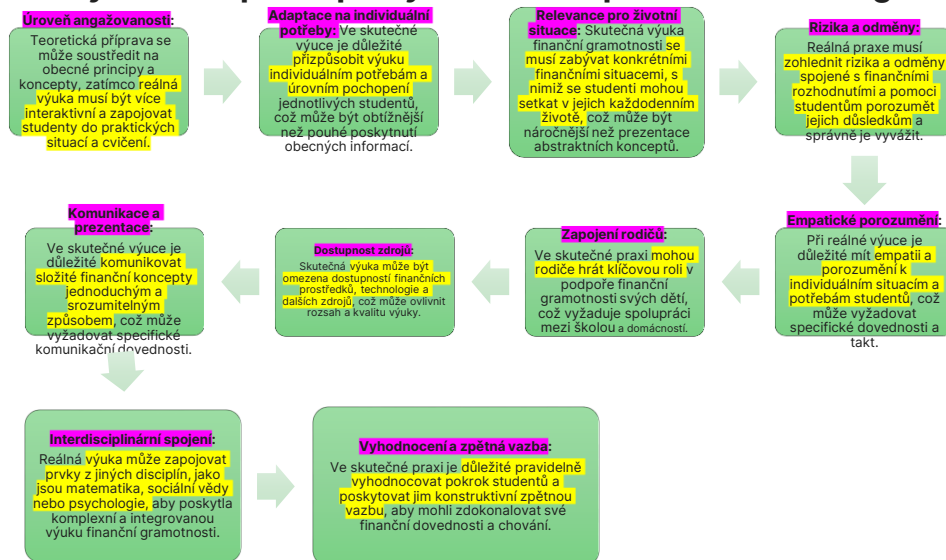 Úroveň angažovanosti:
Teoretická příprava se
může soustředit na
obecné principy a
koncepty, zatímco reálná
výuka musí být více
interaktivní a zapojovat
studenty do praktických
situací a cvičení.
Adaptace na individuální
potřeby: Ve skutečné
výuce je důležité
přizpůsobit výuku
individuálním potřebám a
úrovním pochopení
jednotlivých studentů,
což může být obtížnější
než pouhé poskytnutí
obecných informací.
Relevance pro životní
situace: Skutečná výuka
finanční gramotnosti se
musí zabývat konkrétními
finančními situacemi, s
nimiž se studenti mohou
setkat v jejich každodenním
životě, což může být
náročnější než prezentace
abstraktních konceptů.
Rizika a odměny:
Reálná praxe musí
zohlednit rizika a odměny
spojené s finančními
rozhodnutími a pomoci
studentům porozumět
jejich důsledkům a
správně je vyvážit.
Empatické porozumění:
Při reálné výuce je
důležité mít empatii a
porozumění k
individuálním situacím a
potřebám studentů, což
může vyžadovat
specifické dovednosti a
takt.
Zapojení rodičů:
Ve skutečné praxi mohou
rodiče hrát klíčovou roli v
podpoře finanční
gramotnosti svých dětí,
což vyžaduje spolupráci
mezi školou a domácností.
Dostupnost zdrojů:
Skutečná výuka může být
omezena dostupností finančních
prostředků, technologie a
dalších zdrojů, což může ovlivnit
rozsah a kvalitu výuky.
Komunikace a
prezentace:
Ve skutečné výuce je
důležité komunikovat
složité finanční koncepty
jednoduchým a
srozumitelným
způsobem, což může
vyžadovat specifické
komunikační dovednosti.
Interdisciplinární spojení:
Reálná výuka může zapojovat
prvky z jiných disciplín, jako
jsou matematika, sociální vědy
nebo psychologie, aby poskytla
komplexní a integrovanou
výuku finanční gramotnosti.
Vyhodnocení a zpětná vazba:
Ve skutečné praxi je důležité pravidelně
vyhodnocovat pokrok studentů a
poskytovat jim konstruktivní zpětnou
vazbu, aby mohli zdokonalovat své
finanční dovednosti a chování.